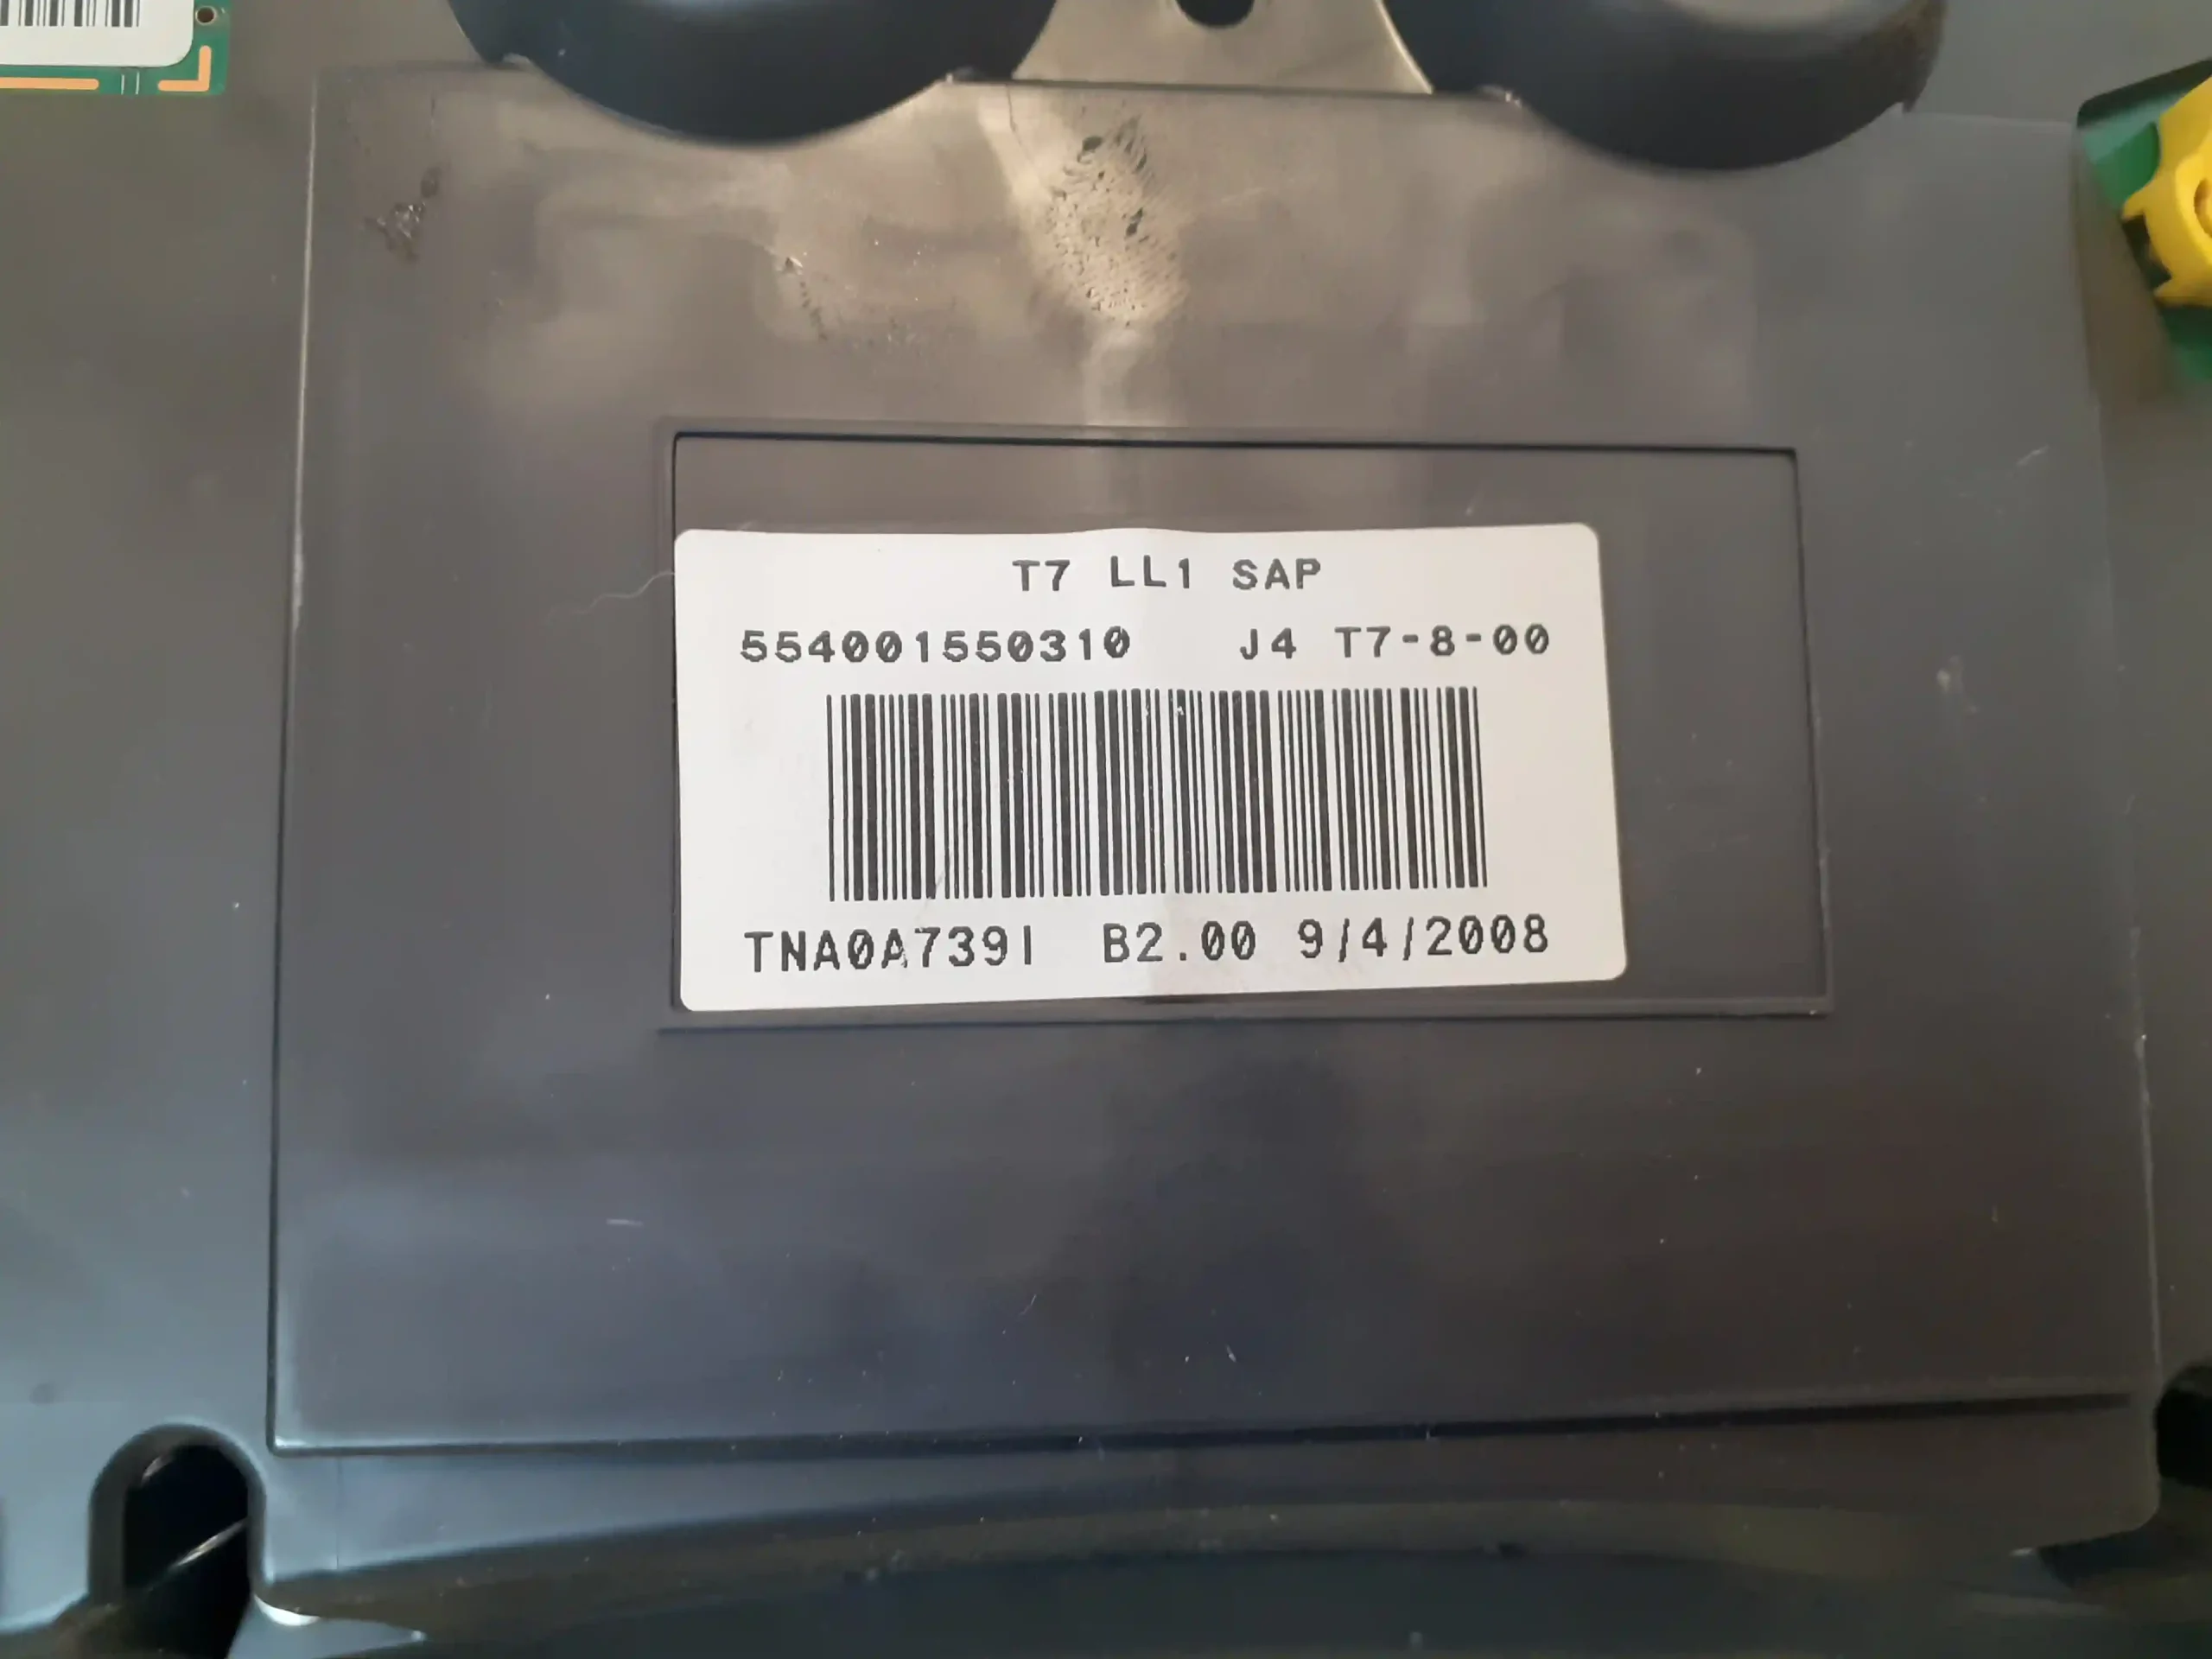 T7 LL1 SAP
554001550310 J4 T7-8-00
TNA0A739I B2.00 9/4/2008